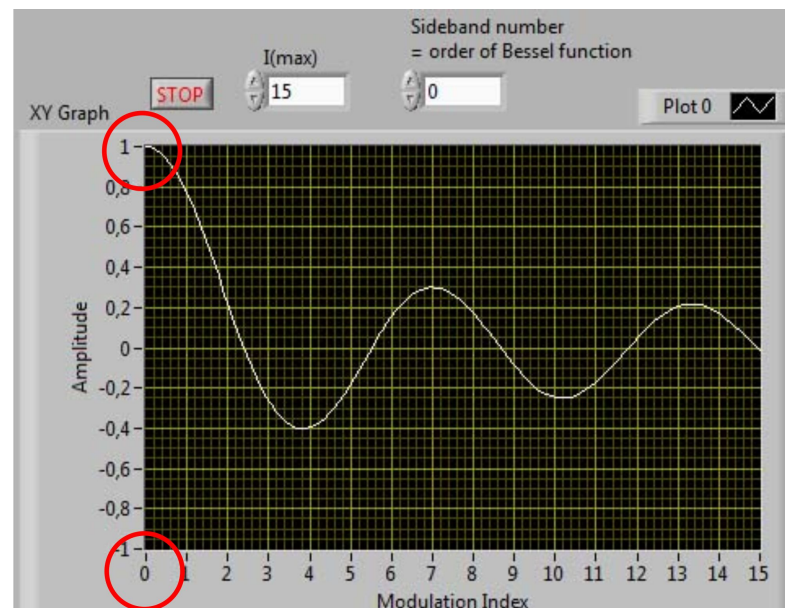 Sideband number
= order of Bessel function
I(max)
STOP
15
0
XY Graph
Plot 0
Amplitude
1
0,8
0,6
0,4
0,2
0
-0,2
-0,4
-0,6
-0,8
-1
0 1 2 3 4 5 6 7 8 9 10 11 12 13 14 15
Modulation Index